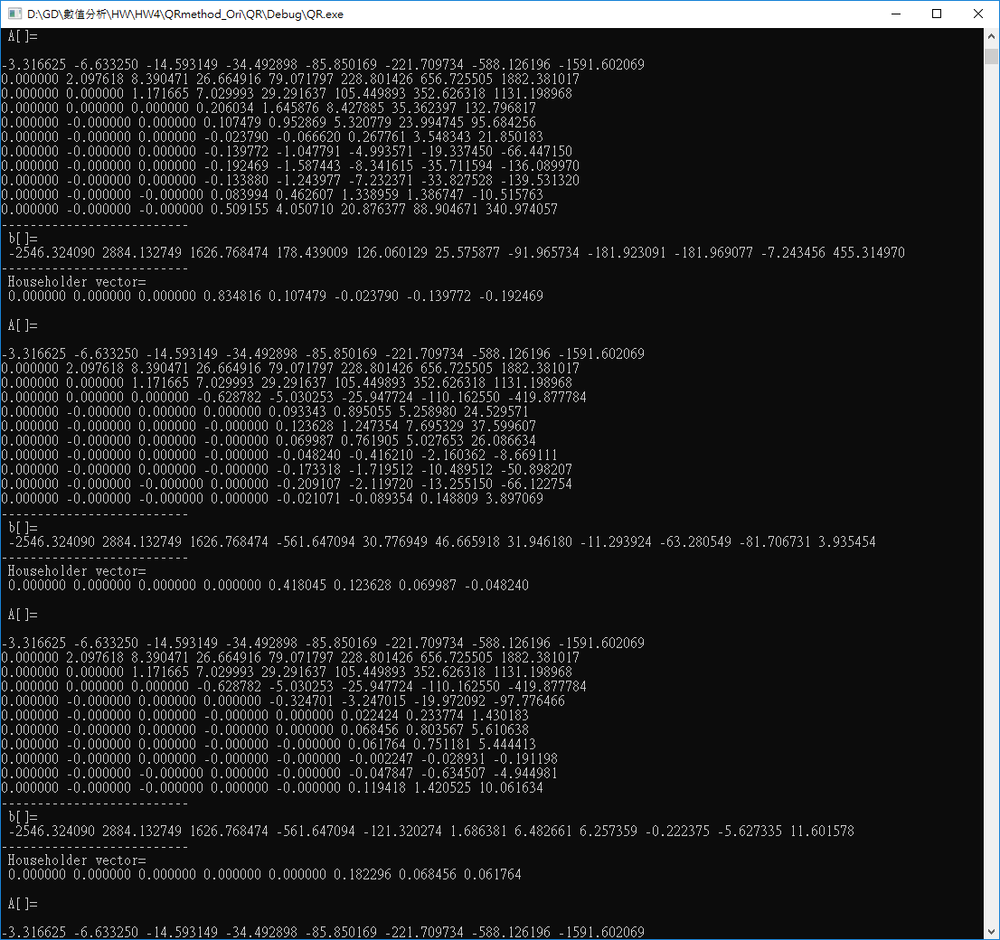 D:\GD\數值分析\HW\HW4\QRmethod_Ori\QR\Debug\QR.exe
A[]=
-3.316625 -6.633250 -14.593149 -34.492898 -85.850169 -221.709734 -588.126196 -1591.602069
0.000000 2.097618 8.390471 26.664916 79.071797 228.801426 656.725505 1882.381017
0.000000 0.000000 1.171665 7.029993 29.291637 105.449893 352.626318 1131.198968
0.000000 0.000000 0.000000 0.206034 1.645876 8.427885 35.362397 132.796817
0.000000 -0.000000 0.000000 0.107479 0.952869 5.320779 23.994745 95.684256
0.000000 -0.000000 0.000000 -0.023790 -0.066620 0.267761 3.548343 21.850183
0.000000 -0.000000 0.000000 -0.139772 -1.047791 -4.993571 -19.337450 -66.447150
0.000000 -0.000000 0.000000 -0.192469 -1.587443 -8.341615 -35.711594 -136.089970
0.000000 -0.000000 0.000000 -0.133880 -1.243977 -7.232371 -33.827528 -139.531320
0.000000 -0.000000 -0.000000 0.083994 0.462607 1.338959 1.386747 -10.515763
0.000000 -0.000000 -0.000000 0.509155 4.050710 20.876377 88.904671 340.974057
--------------------------
b[]=
-2546.324090 2884.132749 1626.768474 178.439009 126.060129 25.575877 -91.965734 -181.923091 -181.969077 -7.243456 455.314970
--------------------------
Householder vector=
0.000000 0.000000 0.000000 0.834816 0.107479 -0.023790 -0.139772 -0.192469
A[]=
-3.316625 -6.633250 -14.593149 -34.492898 -85.850169 -221.709734 -588.126196 -1591.602069
0.000000 2.097618 8.390471 26.664916 79.071797 228.801426 656.725505 1882.381017
0.000000 0.000000 1.171665 7.029993 29.291637 105.449893 352.626318 1131.198968
0.000000 0.000000 0.000000 -0.628782 -5.030253 -25.947724 -110.162550 -419.877784
0.000000 -0.000000 0.000000 0.000000 0.093343 0.895055 5.258980 24.529571
0.000000 -0.000000 0.000000 -0.000000 0.123628 1.247354 7.695329 37.599607
0.000000 -0.000000 0.000000 -0.000000 0.069987 0.761905 5.027653 26.086634
0.000000 -0.000000 0.000000 -0.000000 -0.048240 -0.416210 -2.160362 -8.669111
0.000000 -0.000000 0.000000 -0.000000 -0.173318 -1.719512 -10.489512 -50.898207
0.000000 -0.000000 -0.000000 0.000000 -0.209107 -2.119720 -13.255150 -66.122754
0.000000 -0.000000 -0.000000 0.000000 -0.021071 -0.089354 0.148809 3.897069
--------------------------
b[]=
-2546.324090 2884.132749 1626.768474 -561.647094 30.776949 46.665918 31.946180 -11.293924 -63.280549 -81.706731 3.935454
--------------------------
Householder vector=
0.000000 0.000000 0.000000 0.000000 0.418045 0.123628 0.069987 -0.048240
A[]=
-3.316625 -6.633250 -14.593149 -34.492898 -85.850169 -221.709734 -588.126196 -1591.602069
0.000000 2.097618 8.390471 26.664916 79.071797 228.801426 656.725505 1882.381017
0.000000 0.000000 1.171665 7.029993 29.291637 105.449893 352.626318 1131.198968
0.000000 0.000000 0.000000 -0.628782 -5.030253 -25.947724 -110.162550 -419.877784
0.000000 -0.000000 0.000000 0.000000 -0.324701 -3.247015 -19.972092 -97.776466
0.000000 -0.000000 0.000000 -0.000000 0.000000 0.022424 0.233774 1.430183
0.000000 -0.000000 0.000000 -0.000000 0.000000 0.068456 0.803567 5.610638
0.000000 -0.000000 0.000000 -0.000000 -0.000000 0.061764 0.751181 5.444413
0.000000 -0.000000 0.000000 -0.000000 -0.000000 -0.002247 -0.028931 -0.191198
0.000000 -0.000000 -0.000000 0.000000 -0.000000 -0.047847 -0.634507 -4.944981
0.000000 -0.000000 -0.000000 0.000000 -0.000000 0.119418 1.420525 10.061634
--------------------------
b[]=
-2546.324090 2884.132749 1626.768474 -561.647094 -121.320274 1.686381 6.482661 6.257359 -0.222375 -5.627335 11.601578
--------------------------
Householder vector=
0.000000 0.000000 0.000000 0.000000 0.000000 0.182296 0.068456 0.061764
A[]=
-3.316625 -6.633250 -14.593149 -34.492898 -85.850169 -221.709734 -588.126196 -1591.602069